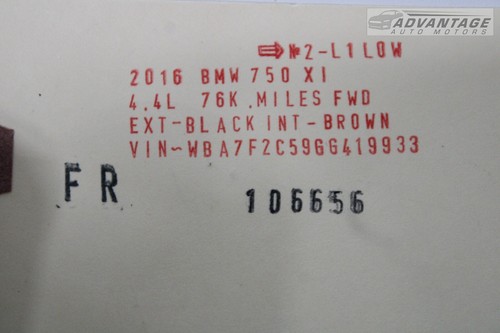 ADVANTAGE
AUTO MOTORS
⇒ №2-L1 LOW
2016 BMW 750 XI
4.4L 76K.MILES FWD
EXT-BLACK INT-BROWN
VIN~WBA7F2C59GG419933
FR 106656